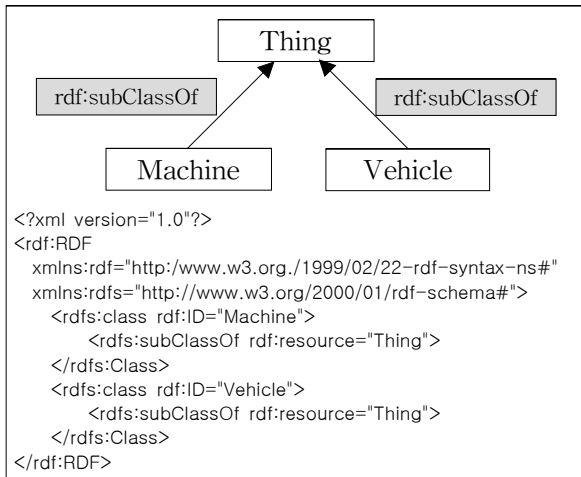 Thing
rdf:subClassOf
rdf:subClassOf
Machine
Vehicle
<?xml version="1.0"?>
<rdf:RDF
xmlns:rdf="http:/www.w3.org./1999/02/22-rdf-syntax-ns#"
xmlns:rdfs="http://www.w3.org/2000/01/rdf-schema#">
<rdfs:class rdf:ID="Machine">
<rdfs:subClassOf rdf:resource="Thing">
</rdfs:Class>
<rdfs:class rdf:ID="Vehicle">
<rdfs:subClassOf rdf:resource="Thing">
</rdfs:Class>
</rdf:RDF>